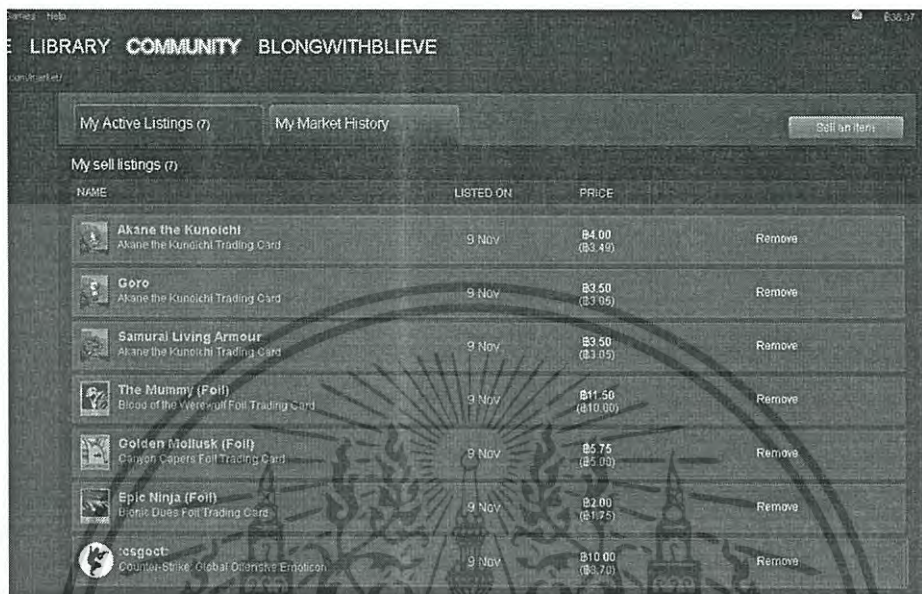 Games Help
฿38.07
E LIBRARY COMMUNITY BLONGWITHBLIEVE
com/market/
My Active Listings (7) My Market History Sell an item
My sell listings (7)
NAME LISTED ON PRICE
Akane the Kunoichi
Akane the Kunoichi Trading Card
9 Nov ฿4.00 Remove
(฿3.49)
Goro
Akane the Kunoichi Trading Card
9 Nov ฿3.50 Remove
(฿3.05)
Samurai Living Armour
Akane the Kunoichi Trading Card
9 Nov ฿3.50 Remove
(฿3.05)
The Mummy (Foil)
Blood of the Werewolf Foil Trading Card
9 Nov ฿11.50 Remove
(฿10.00)
Golden Mollusk (Foil)
Canyon Capers Foil Trading Card
9 Nov ฿5.75 Remove
(฿5.00)
Epic Ninja (Foil)
Bionic Dues Foil Trading Card
9 Nov ฿2.00 Remove
(฿1.75)
:csgoct:
Counter-Strike: Global Offensive Emoticon
9 Nov ฿10.00 Remove
(฿8.70)